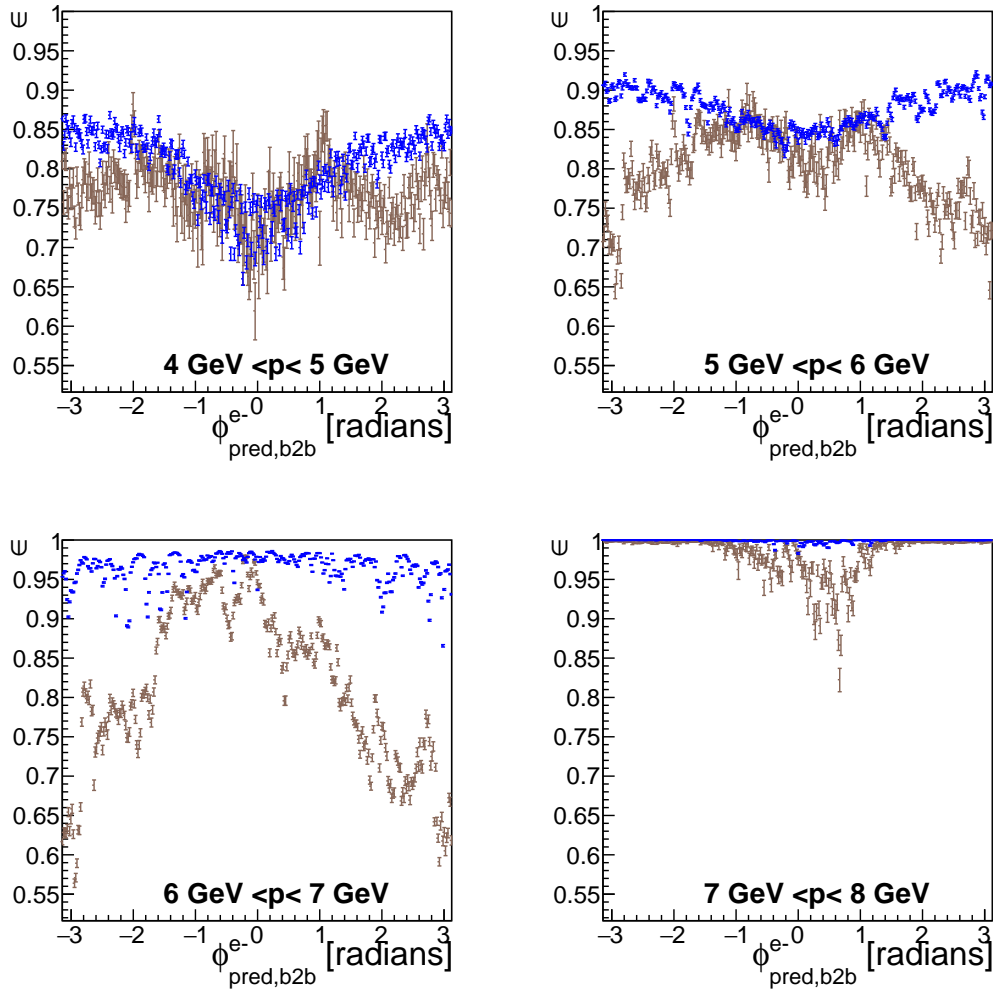 ∈ 1 ∈ 1
0.95 0.95
0.9 0.9
0.85 0.85
0.8 0.8
0.75 0.75
0.7 0.7
0.65 0.65
0.6 0.6
0.55 0.55
4 GeV <p< 5 GeV 5 GeV <p< 6 GeV
−3 −2 −1 0 1 2 3 −3 −2 −1 0 1 2 3
ϕ^{e-}_{pred,b2b} [radians] ϕ^{e-}_{pred,b2b} [radians]
∈ 1 ∈ 1
0.95 0.95
0.9 0.9
0.85 0.85
0.8 0.8
0.75 0.75
0.7 0.7
0.65 0.65
0.6 0.6
0.55 0.55
6 GeV <p< 7 GeV 7 GeV <p< 8 GeV
−3 −2 −1 0 1 2 3 −3 −2 −1 0 1 2 3
ϕ^{e-}_{pred,b2b} [radians] ϕ^{e-}_{pred,b2b} [radians]